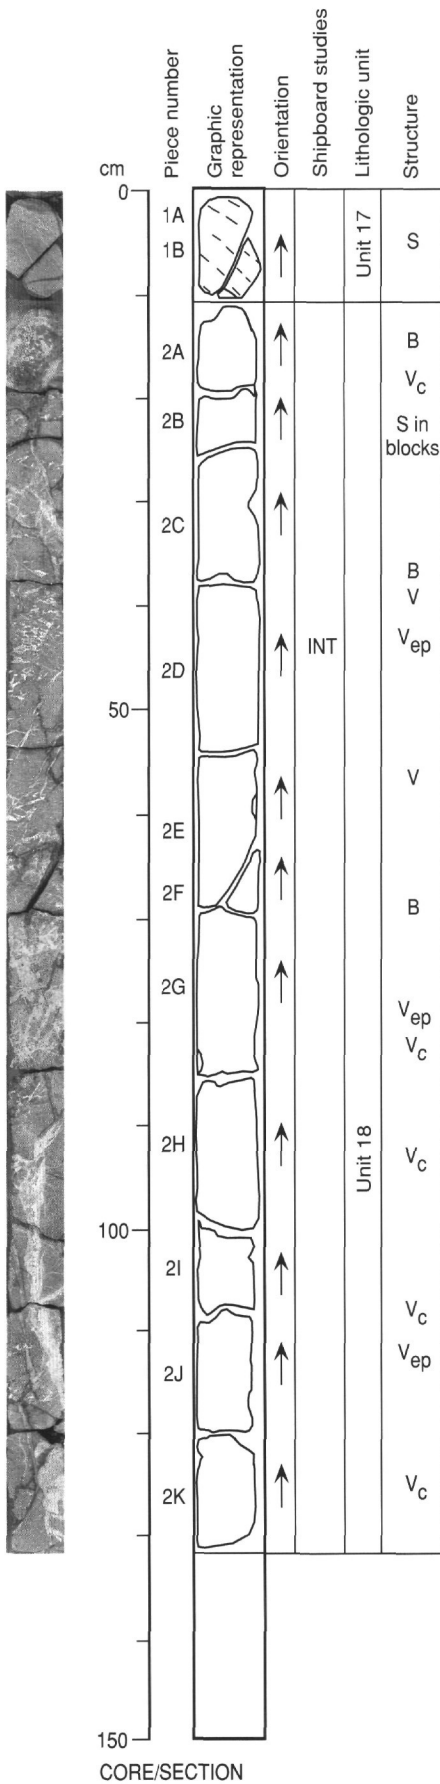 cm
Piece number
Graphic
representation
Orientation
Shipboard studies
Lithologic unit
Structure
0
1A
1B
Unit 17
S
2A
B
Vc
2B
S in
blocks
2C
B
V
2D
INT
Vep
50
V
2E
2F
B
2G
Vep
Vc
2H
Unit 18
Vc
100
2I
Vc
2J
Vep
2K
Vc
150
CORE/SECTION